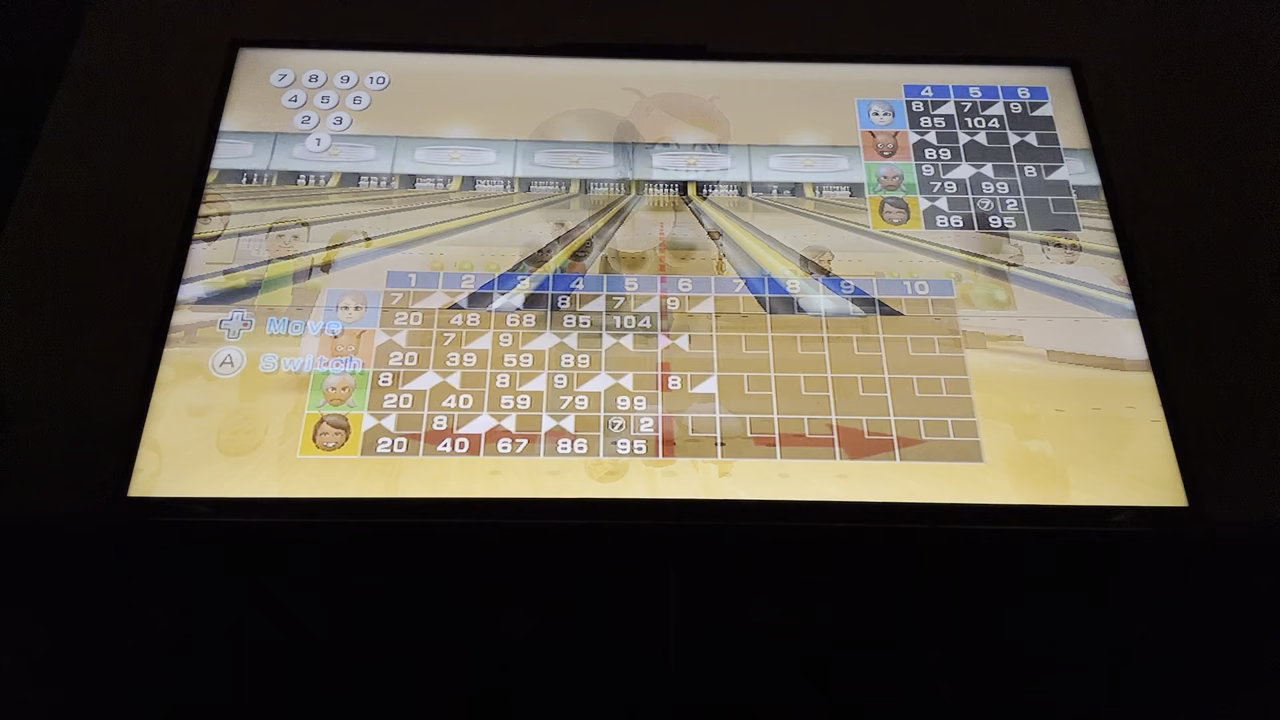 7 8 9 10
4 5 6
2 3
1
4 5 6
8 7 9
85 104
89
9 8
79 99
7 2
86 95
1 2 3 4 5 6 7 8 9 10
7 8 7 9
20 48 68 85 104
7 9
20 39 59 89
8 8 9 8
20 40 59 79 99
8 7 2
20 40 67 86 95
Move
A Switch